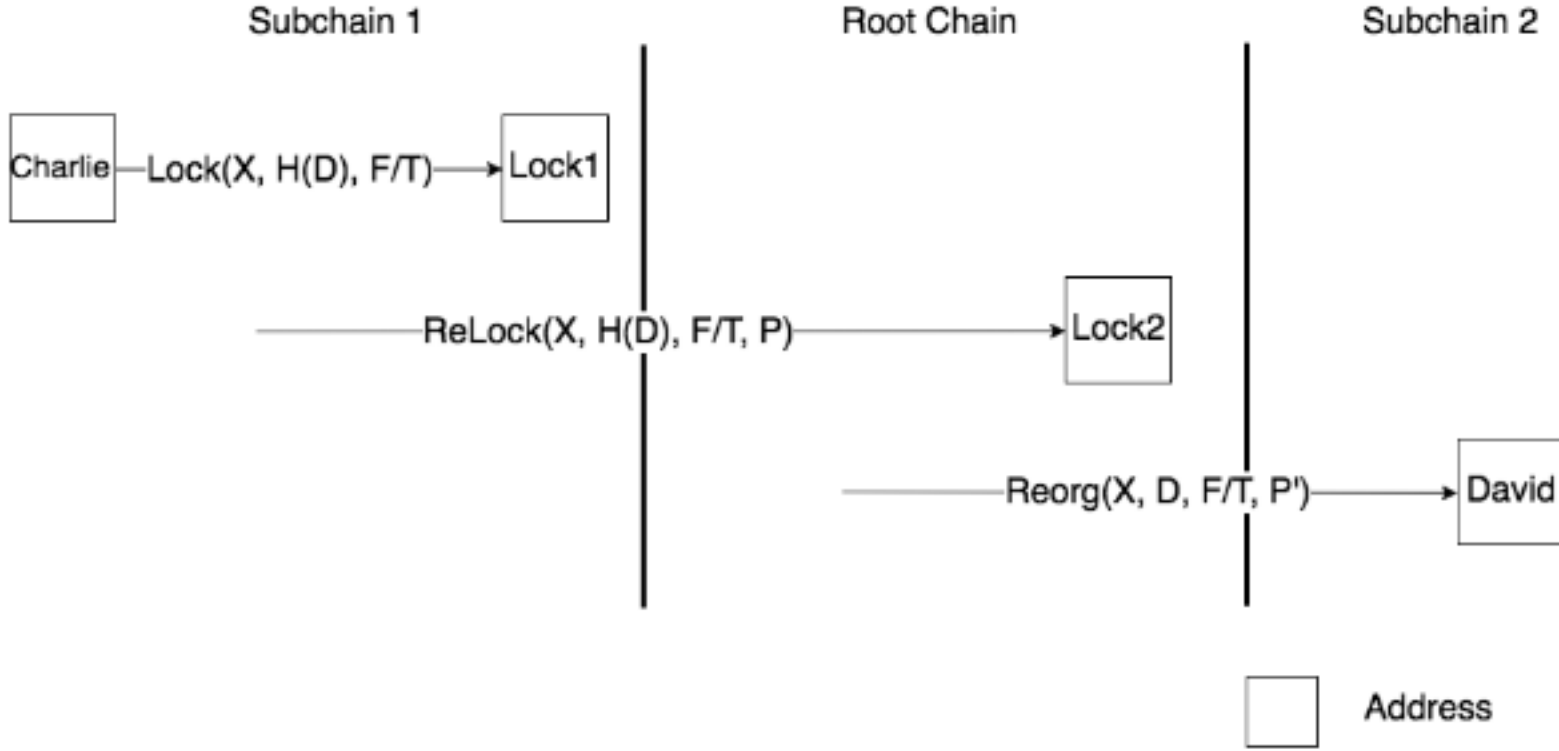 Subchain 1
Root Chain
Subchain 2
Charlie
Lock(X, H(D), F/T)
Lock1
ReLock(X, H(D), F/T, P)
Lock2
Reorg(X, D, F/T, P')
David
Address